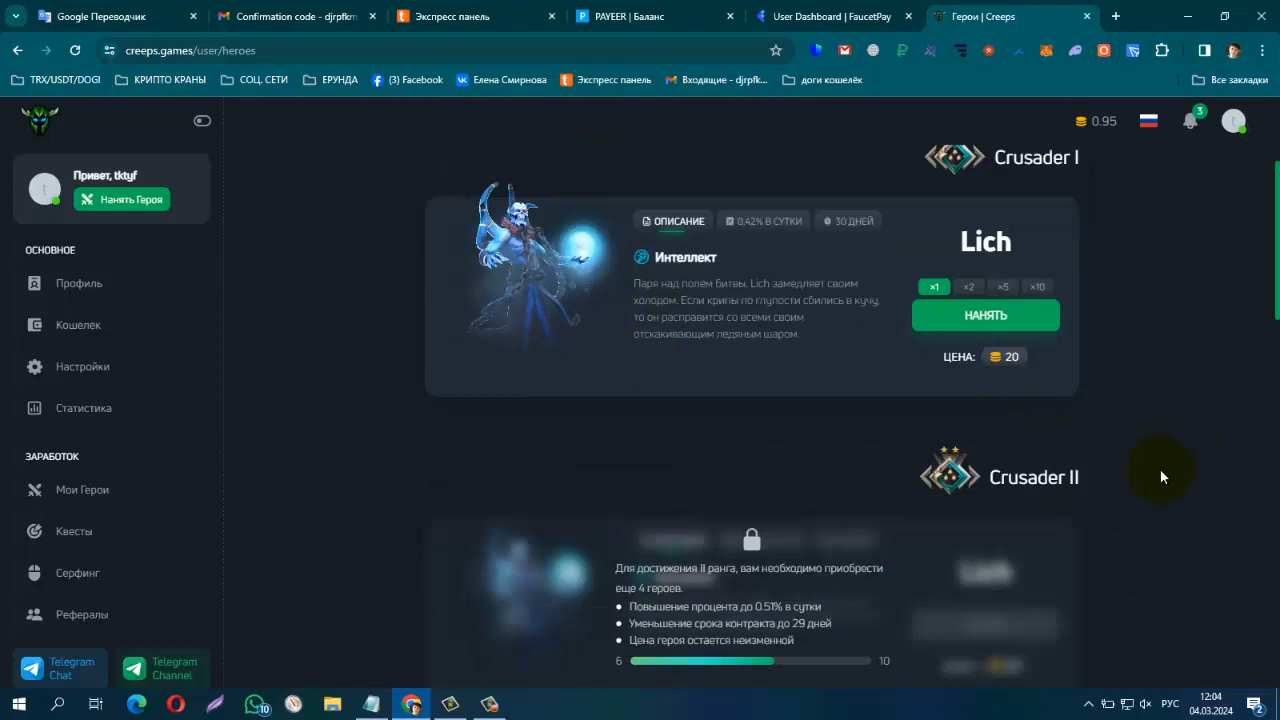 Google Переводчик
Confirmation code - djrpfkm
Экспресс панель
PAYEER | Баланс
User Dashboard | FaucetPay
Герои | Creeps
creeps.games/user/heroes
TRX/USDT/DOGI
КРИПТО КРАНЫ
СОЦ. СЕТИ
ЕРУНДА
(3) Facebook
Елена Смирнова
Экспресс панель
Входящие - djrpfk...
доги кошелёк
Все закладки
0.95
3
t
t
Привет, tktyf
Нанять Героя
ОСНОВНОЕ
Профиль
Кошелек
Настройки
Статистика
ЗАРАБОТОК
Мои Герои
Квесты
Серфинг
Рефералы
Telegram
Chat
Telegram
Channel
Crusader I
ОПИСАНИЕ
0.42% В СУТКИ
30 ДНЕЙ
Интеллект
Паря над полем битвы, Lich замедляет своим
холодом. Если крипы по глупости сбились в кучу,
то он расправится со всеми своим
отскакивающим ледяным шаром.
Lich
×1
×2
×5
×10
НАНЯТЬ
ЦЕНА:
20
Crusader II
Для достижения II ранга, вам необходимо приобрести
еще 4 героев.
Повышение процента до 0.51% в сутки
Уменьшение срока контракта до 29 дней
Цена героя остается неизменной
6
10
Lich
10
РУС
12:04
04.03.2024
2